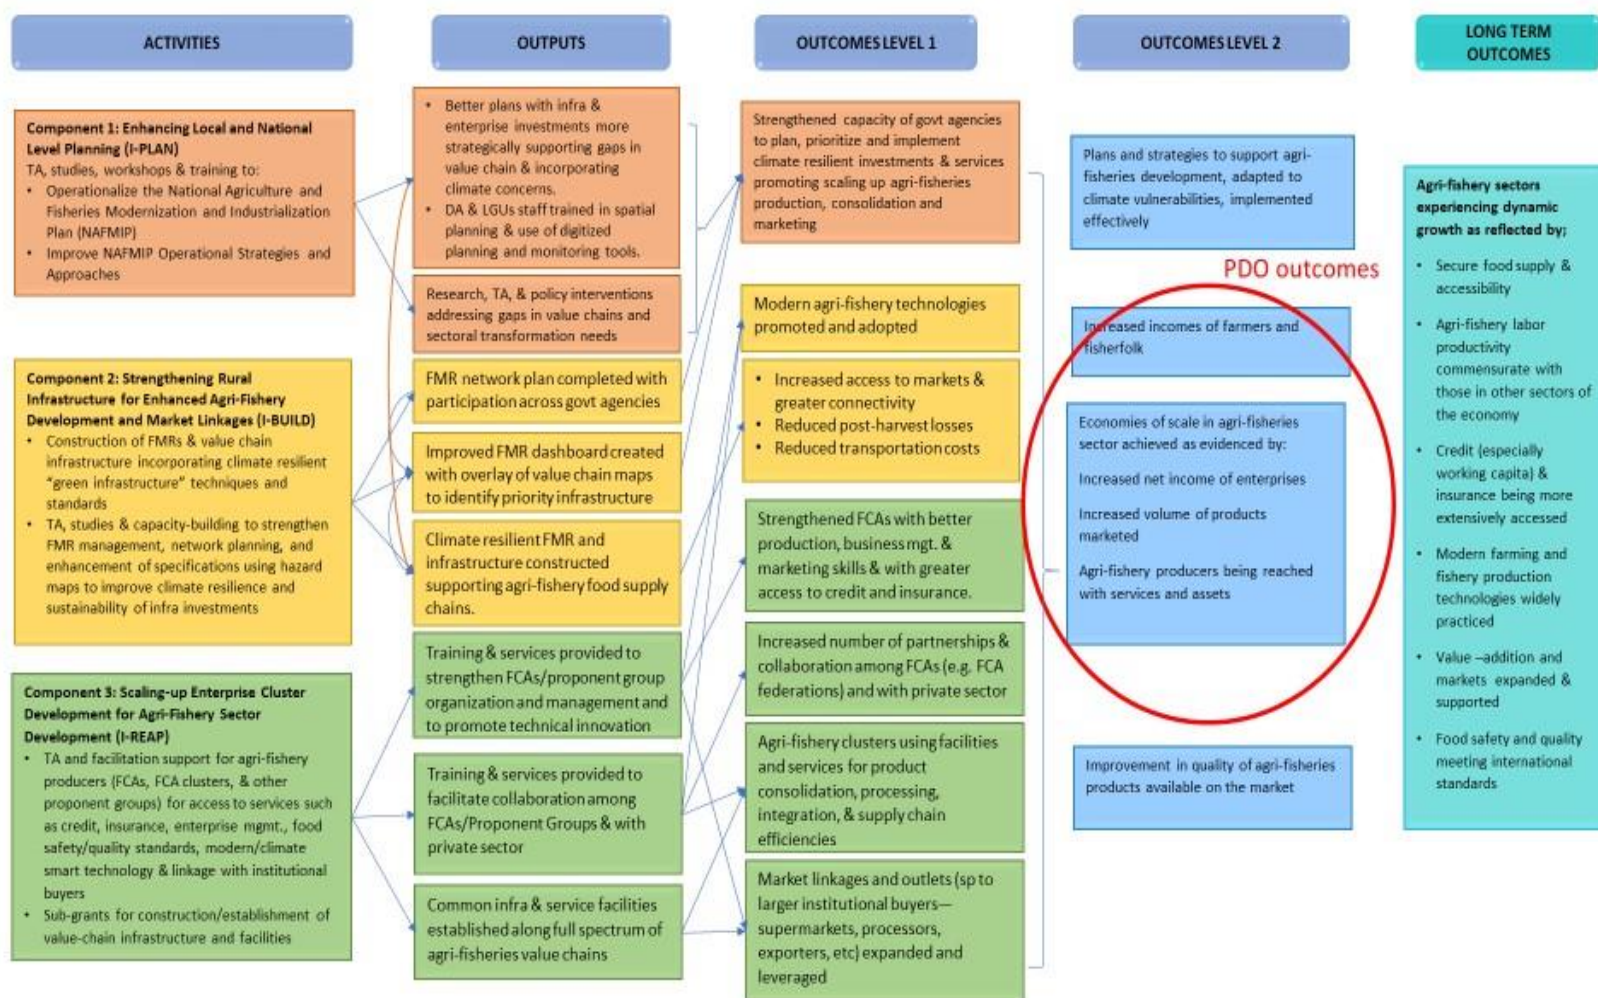 ACTIVITIES
OUTPUTS
OUTCOMES LEVEL 1
OUTCOMES LEVEL 2
LONG TERM
OUTCOMES
Component 1: Enhancing Local and National
Level Planning (I-PLAN)
TA, studies, workshops & training to:
• Operationalize the National Agriculture and
Fisheries Modernization and Industrialization
Plan (NAFMIP)
• Improve NAFMIP Operational Strategies and
Approaches
Component 2: Strengthening Rural
Infrastructure for Enhanced Agri-Fishery
Development and Market Linkages (I-BUILD)
• Construction of FMRs & value chain
infrastructure incorporating climate resilient
"green infrastructure" techniques and
standards
• TA, studies & capacity-building to strengthen
FMR management, network planning, and
enhancement of specifications using hazard
maps to improve climate resilience and
sustainability of infra investments
Component 3: Scaling-up Enterprise Cluster
Development for Agri-Fishery Sector
Development (I-REAP)
• TA and facilitation support for agri-fishery
producers (FCAs, FCA clusters, & other
proponent groups) for access to services such
as credit, insurance, enterprise mgmt., food
safety/quality standards, modern/climate
smart technology & linkage with institutional
buyers
• Sub-grants for construction/establishment of
value-chain infrastructure and facilities
• Better plans with infra &
enterprise investments more
strategically supporting gaps in
value chain & incorporating
climate concerns.
• DA & LGUs staff trained in spatial
planning & use of digitized
planning and monitoring tools.
Research, TA, & policy interventions
addressing gaps in value chains and
sectoral transformation needs
FMR network plan completed with
participation across govt agencies
Improved FMR dashboard created
with overlay of value chain maps
to identify priority infrastructure
Climate resilient FMR and
infrastructure constructed
supporting agri-fishery food supply
chains.
Training & services provided to
strengthen FCAs/proponent group
organization and management and
to promote technical innovation
Training & services provided to
facilitate collaboration among
FCAs/Proponent Groups & with
private sector
Common infra & service facilities
established along full spectrum of
agri-fisheries value chains
Strengthened capacity of govt agencies
to plan, prioritize and implement
climate resilient investments & services
promoting scaling up agri-fisheries
production, consolidation and
marketing
Modern agri-fishery technologies
promoted and adopted
• Increased access to markets &
greater connectivity
• Reduced post-harvest losses
• Reduced transportation costs
Strengthened FCAs with better
production, business mgt. &
marketing skills & with greater
access to credit and insurance.
Increased number of partnerships &
collaboration among FCAs (e.g. FCA
federations) and with private sector
Agri-fishery clusters using facilities
and services for product
consolidation, processing,
integration, & supply chain
efficiencies
Market linkages and outlets (sp to
larger institutional buyers—
supermarkets, processors,
exporters, etc) expanded and
leveraged
Plans and strategies to support agri-
fisheries development, adapted to
climate vulnerabilities, implemented
effectively
PDO outcomes
Increased incomes of farmers and
fisherfolk
Economies of scale in agri-fisheries
sector achieved as evidenced by:
Increased net income of enterprises
Increased volume of products
marketed
Agri-fishery producers being reached
with services and assets
Improvement in quality of agri-fisheries
products available on the market
Agri-fishery sectors
experiencing dynamic
growth as reflected by;
• Secure food supply &
accessibility
• Agri-fishery labor
productivity
commensurate with
those in other sectors of
the economy
• Credit (especially
working capita) &
insurance being more
extensively accessed
• Modern farming and
fishery production
technologies widely
practiced
• Value –addition and
markets expanded &
supported
• Food safety and quality
meeting international
standards